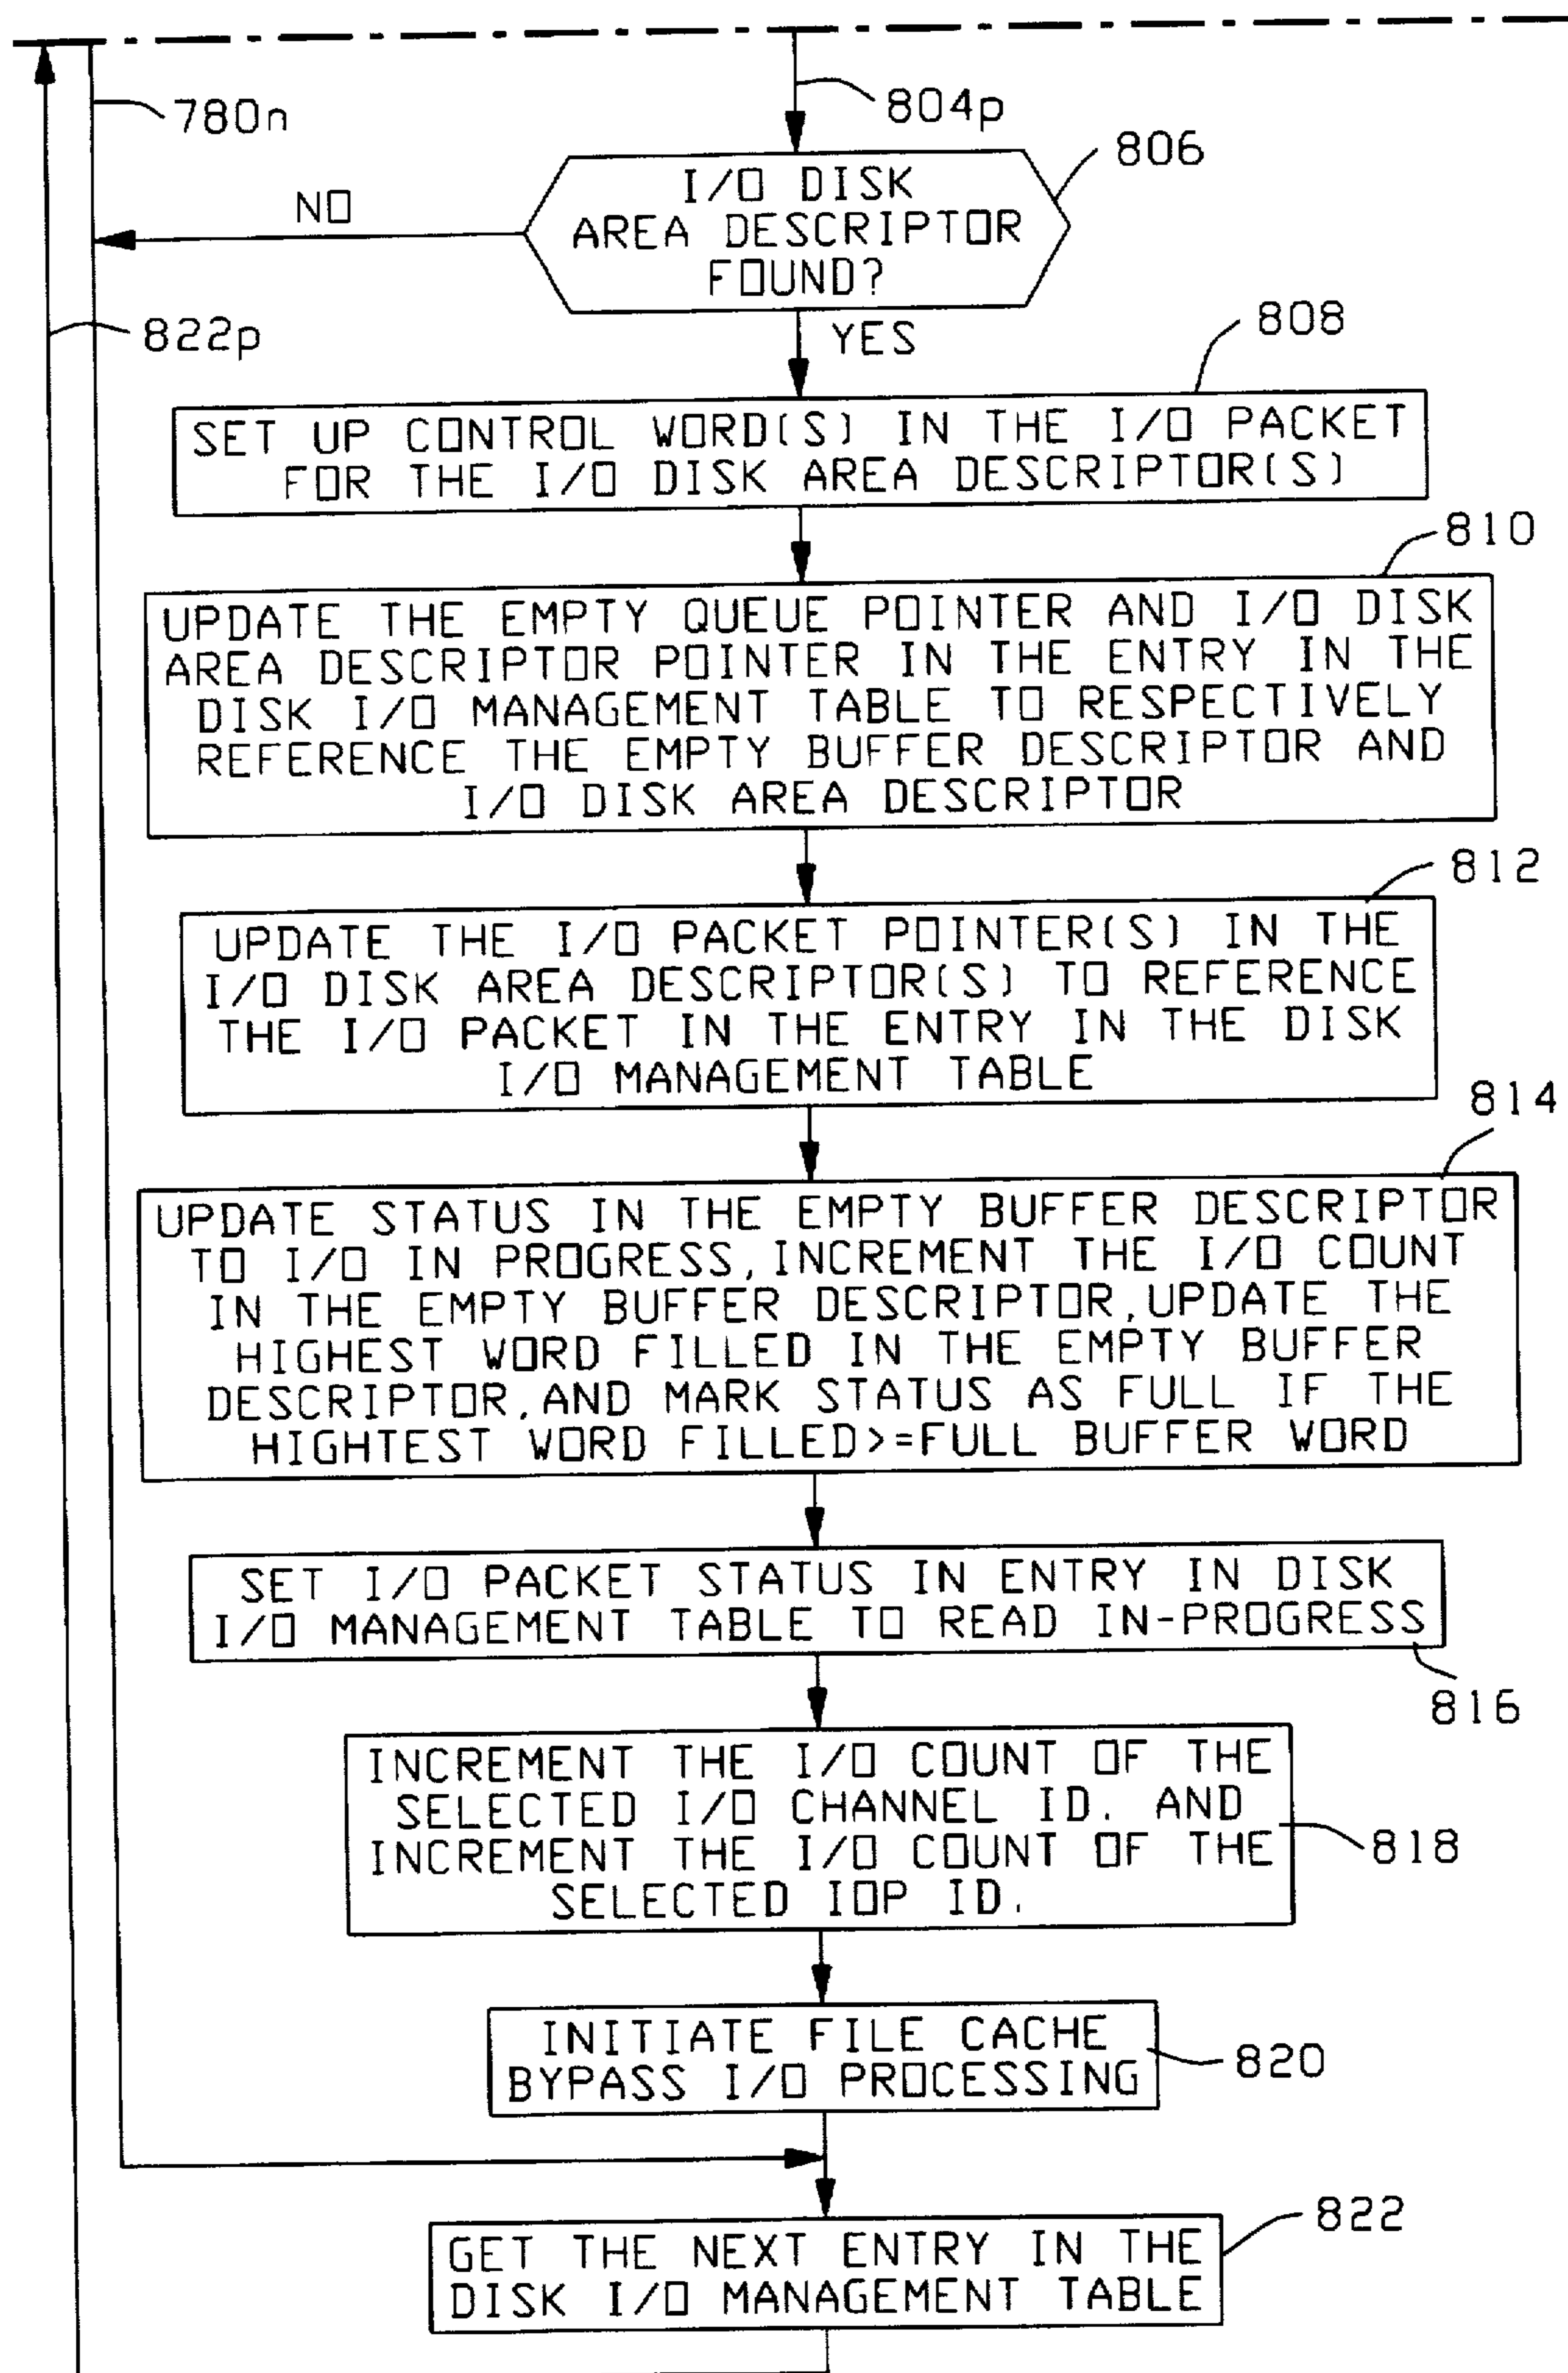 780n
804p
806
I/O DISK
AREA DESCRIPTOR
FOUND?
NO
822p
YES
808
SET UP CONTROL WORD(S) IN THE I/O PACKET
FOR THE I/O DISK AREA DESCRIPTOR(S)
810
UPDATE THE EMPTY QUEUE POINTER AND I/O DISK
AREA DESCRIPTOR POINTER IN THE ENTRY IN THE
DISK I/O MANAGEMENT TABLE TO RESPECTIVELY
REFERENCE THE EMPTY BUFFER DESCRIPTOR AND
I/O DISK AREA DESCRIPTOR
812
UPDATE THE I/O PACKET POINTER(S) IN THE
I/O DISK AREA DESCRIPTOR(S) TO REFERENCE
THE I/O PACKET IN THE ENTRY IN THE DISK
I/O MANAGEMENT TABLE
814
UPDATE STATUS IN THE EMPTY BUFFER DESCRIPTOR
TO I/O IN PROGRESS, INCREMENT THE I/O COUNT
IN THE EMPTY BUFFER DESCRIPTOR, UPDATE THE
HIGHEST WORD FILLED IN THE EMPTY BUFFER
DESCRIPTOR, AND MARK STATUS AS FULL IF THE
HIGHTEST WORD FILLED>=FULL BUFFER WORD
SET I/O PACKET STATUS IN ENTRY IN DISK
I/O MANAGEMENT TABLE TO READ IN-PROGRESS
816
INCREMENT THE I/O COUNT OF THE
SELECTED I/O CHANNEL ID. AND
INCREMENT THE I/O COUNT OF THE
SELECTED IOP ID.
818
INITIATE FILE CACHE
BYPASS I/O PROCESSING
820
822
GET THE NEXT ENTRY IN THE
DISK I/O MANAGEMENT TABLE